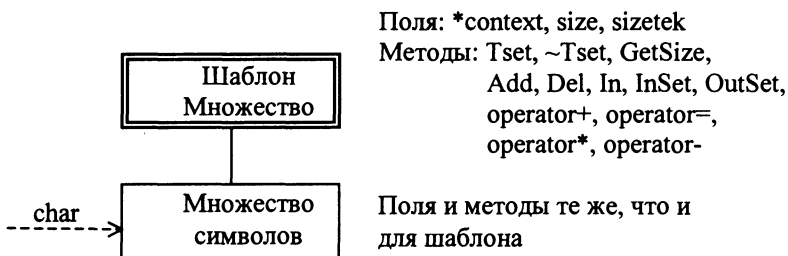 Поля: *context, size, sizetek
Методы: Tset, ~Tset, GetSize,
Add, Del, In, InSet, OutSet,
operator+, operator=,
operator*, operator-
Шаблон
Множество
char
Множество
символов
Поля и методы те же, что и
для шаблона